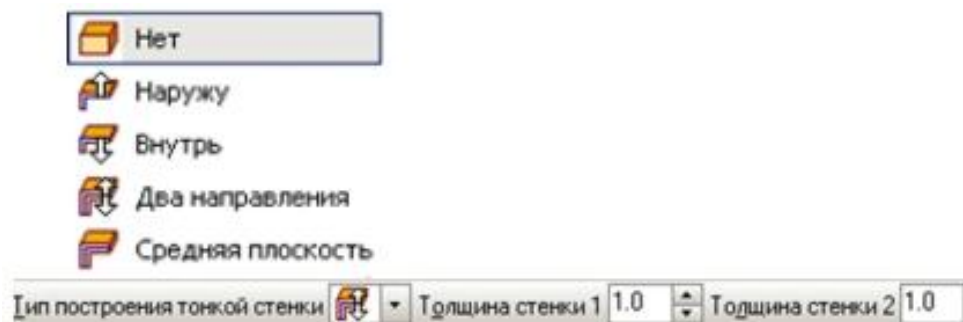 Нет
Наружу
Внутрь
Два направления
Средняя плоскость
Тип построения тонкой стенки Толщина стенки 1 1.0 Толщина стенки 2 1.0